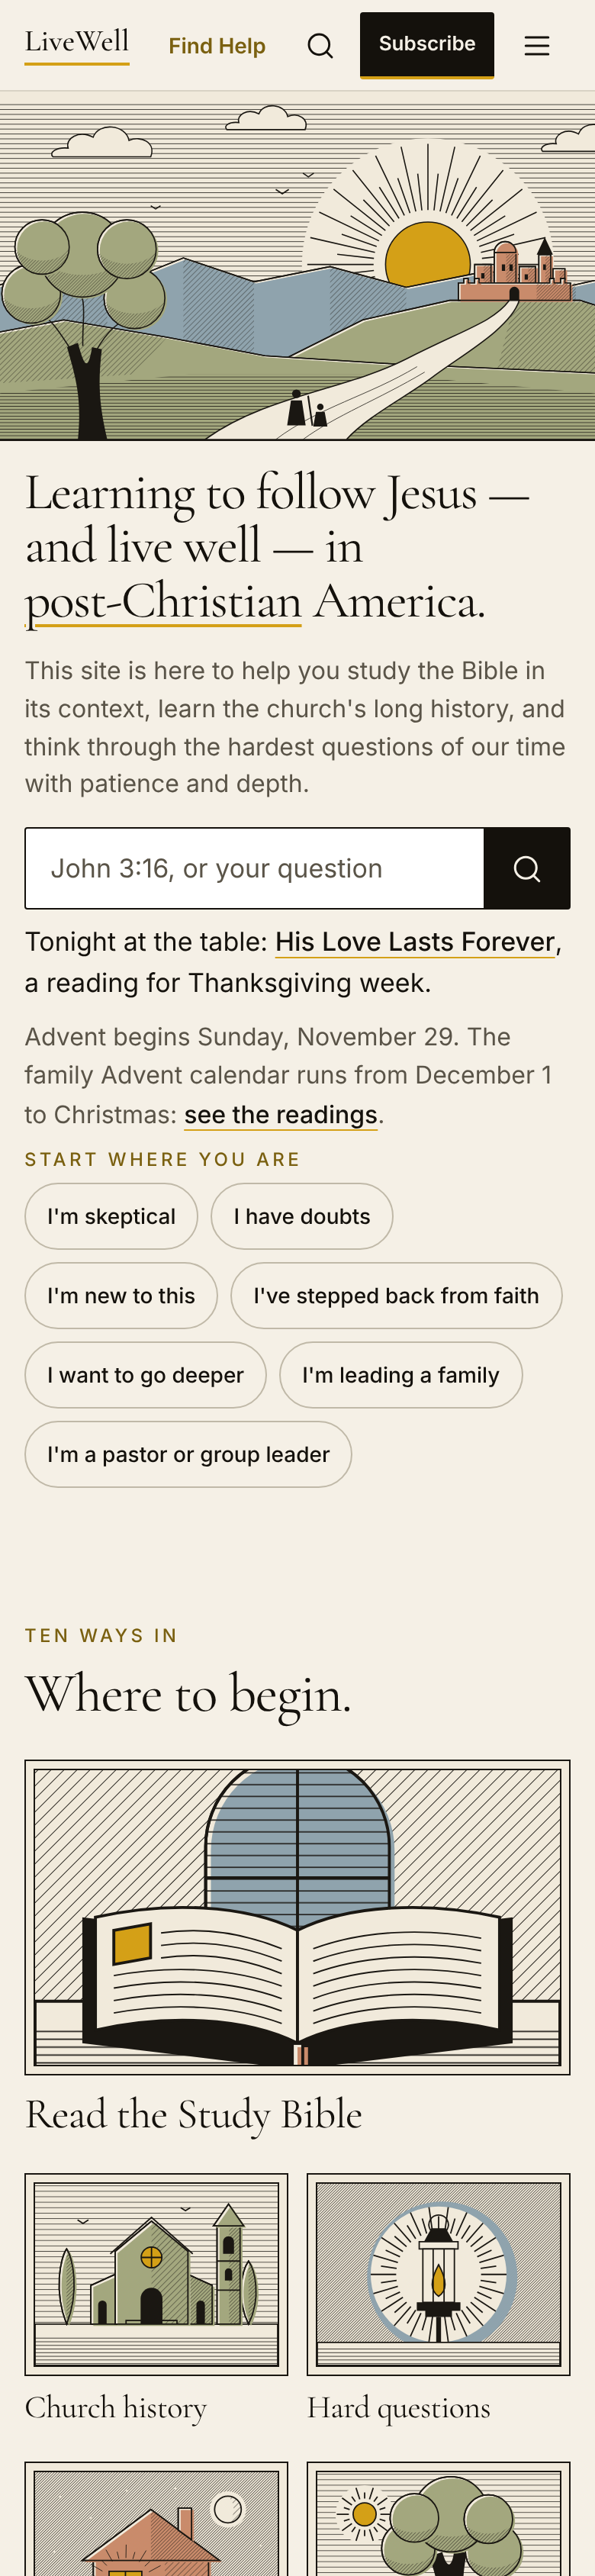 LiveWell
Find Help
Subscribe
Learning to follow Jesus —
and live well — in
post-Christian America.
This site is here to help you study the Bible in
its context, learn the church's long history, and
think through the hardest questions of our time
with patience and depth.
John 3:16, or your question
Tonight at the table: His Love Lasts Forever,
a reading for Thanksgiving week.
Advent begins Sunday, November 29. The
family Advent calendar runs from December 1
to Christmas: see the readings.
START WHERE YOU ARE
I'm skeptical
I have doubts
I'm new to this
I've stepped back from faith
I want to go deeper
I'm leading a family
I'm a pastor or group leader
TEN WAYS IN
Where to begin.
Read the Study Bible
Church history
Hard questions